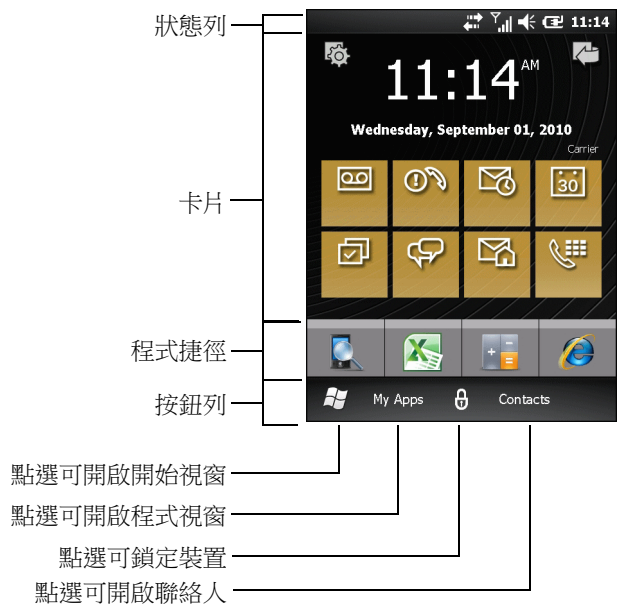 狀態列
11:14
11:14 AM
Wednesday, September 01, 2010
Carrier
30
卡片
程式捷徑
按鈕列
My Apps
Contacts
點選可開啟開始視窗
點選可開啟程式視窗
點選可鎖定裝置
點選可開啟聯絡人